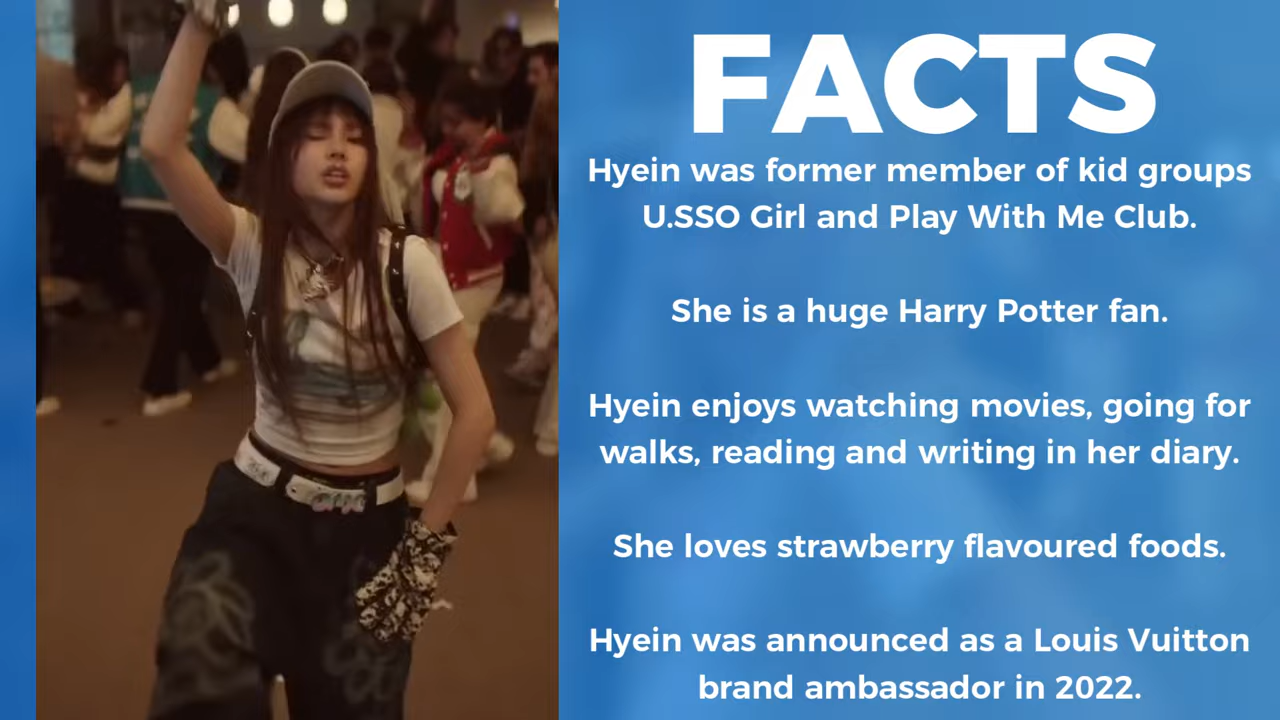 FACTS
Hyein was former member of kid groups
U.SSO Girl and Play With Me Club.
She is a huge Harry Potter fan.
Hyein enjoys watching movies, going for
walks, reading and writing in her diary.
She loves strawberry flavoured foods.
Hyein was announced as a Louis Vuitton
brand ambassador in 2022.